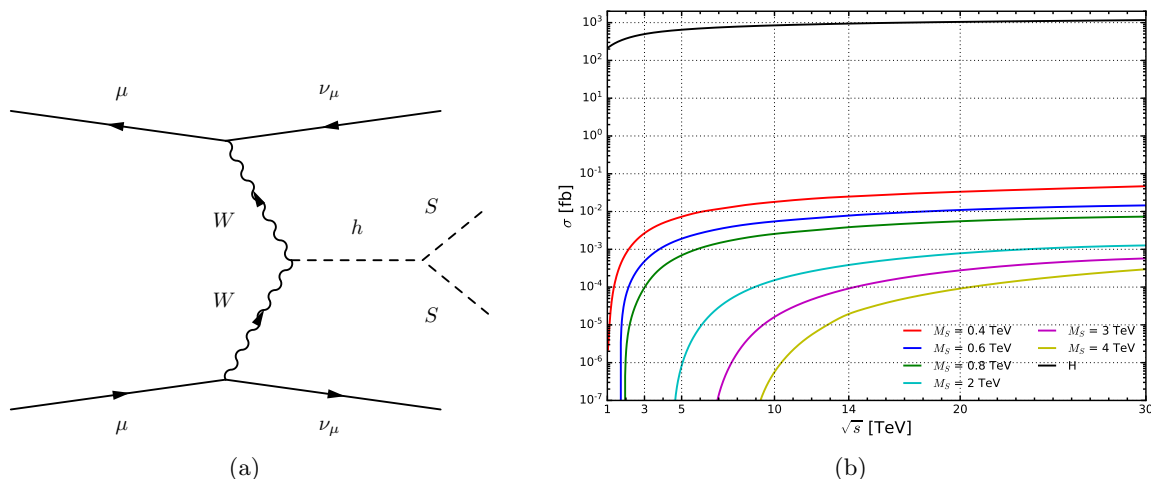 μ
ν_μ
W
h
S
W
S
μ
ν_μ
(a)
10^3
10^2
10^1
10^0
10^-1
10^-2
10^-3
10^-4
10^-5
10^-6
10^-7
σ [fb]
M_S = 0.4 TeV
M_S = 0.6 TeV
M_S = 0.8 TeV
M_S = 2 TeV
M_S = 3 TeV
M_S = 4 TeV
H
1 3 5 10 14 20 30
√s [TeV]
(b)